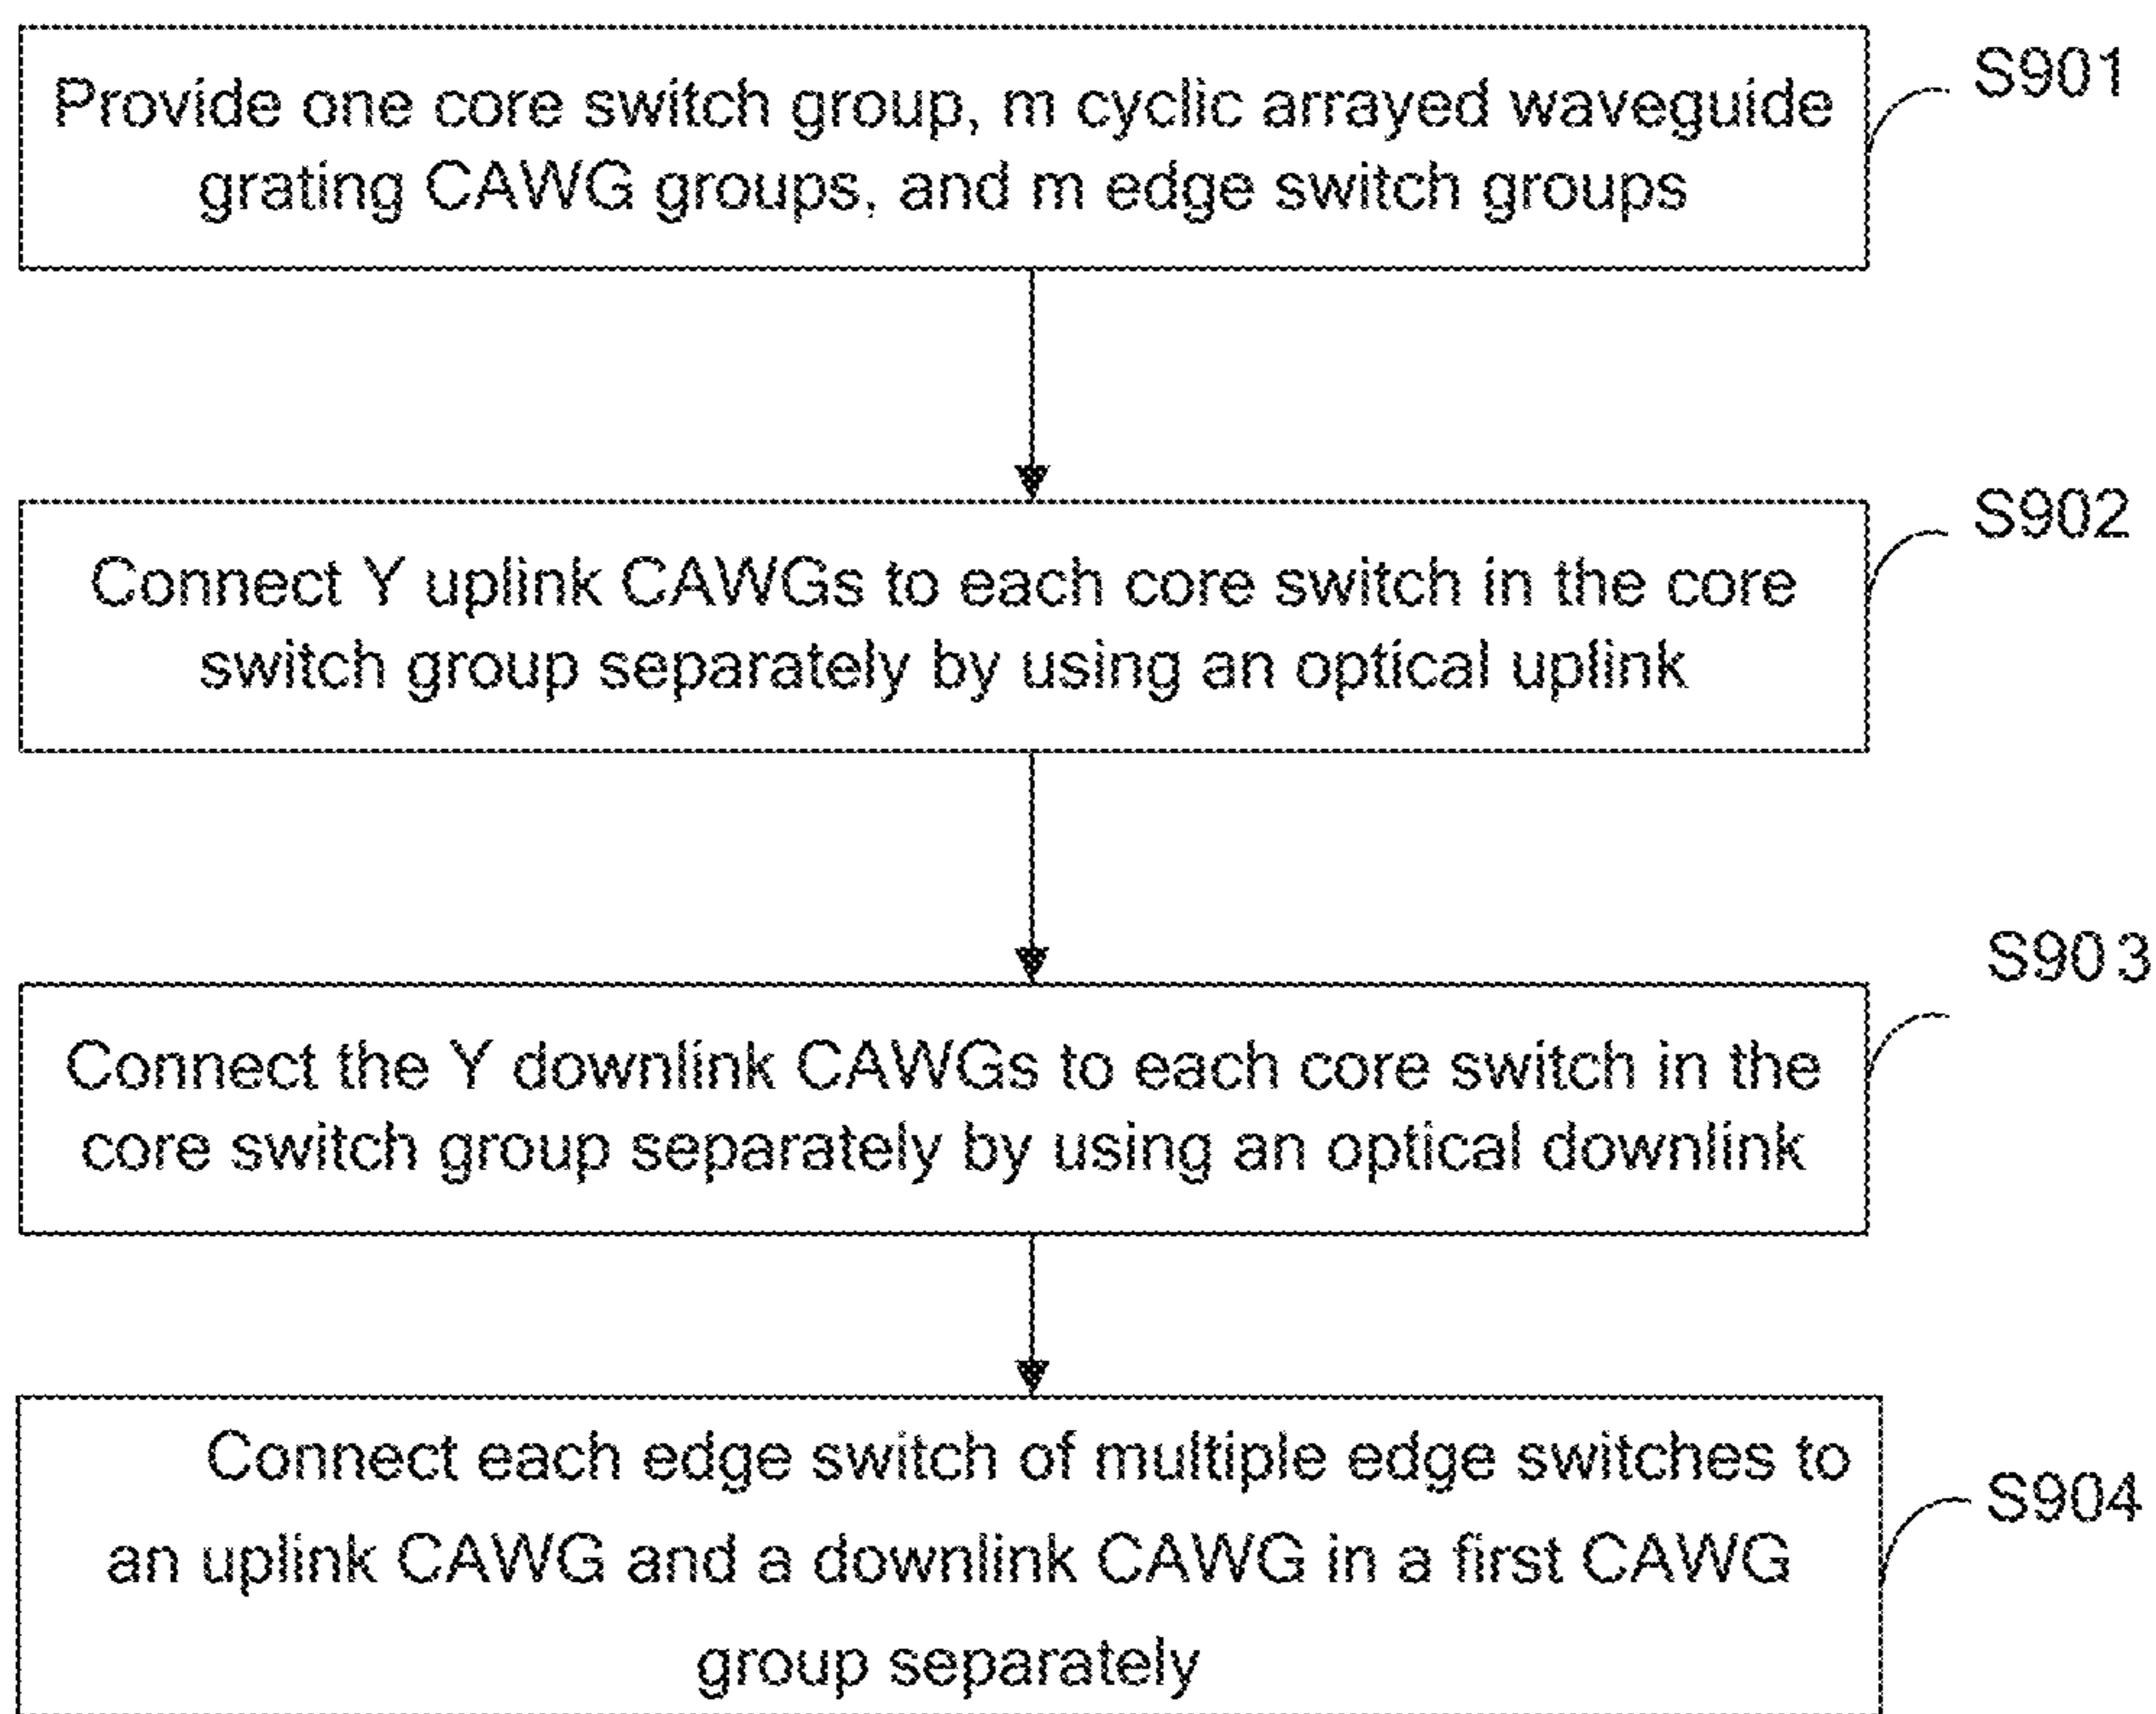 Provide one core switch group, m cyclic arrayed waveguide
grating CAWG groups, and m edge switch groups
S901
Connect Y uplink CAWGs to each core switch in the core
switch group separately by using an optical uplink
S902
Connect the Y downlink CAWGs to each core switch in the
core switch group separately by using an optical downlink
S903
Connect each edge switch of multiple edge switches to
an uplink CAWG and a downlink CAWG in a first CAWG
group separately
S904